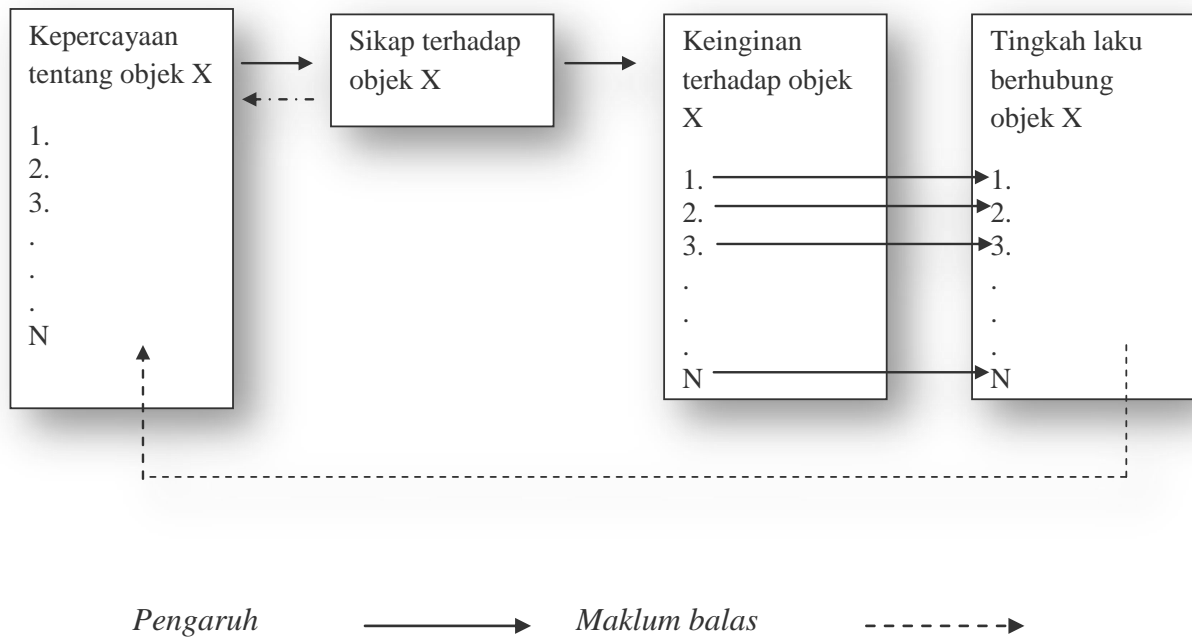 Kepercayaan
tentang objek X
1.
2.
3.
.
.
.
N
Sikap terhadap
objek X
Keinginan
terhadap objek
X
1.
2.
3.
.
.
.
N
Tingkah laku
berhubung
objek X
1.
2.
3.
.
.
.
N
Pengaruh
Maklum balas